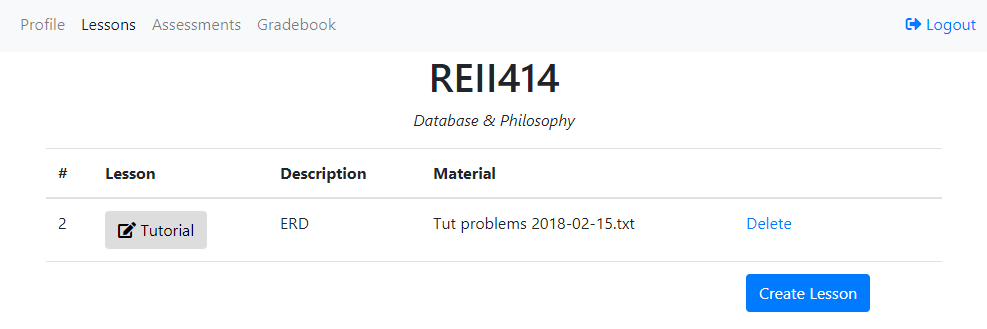 Profile Lessons Assessments Gradebook Logout
REII414
Database & Philosophy
# Lesson Description Material
2 Tutorial ERD Tut problems 2018-02-15.txt Delete
Create Lesson